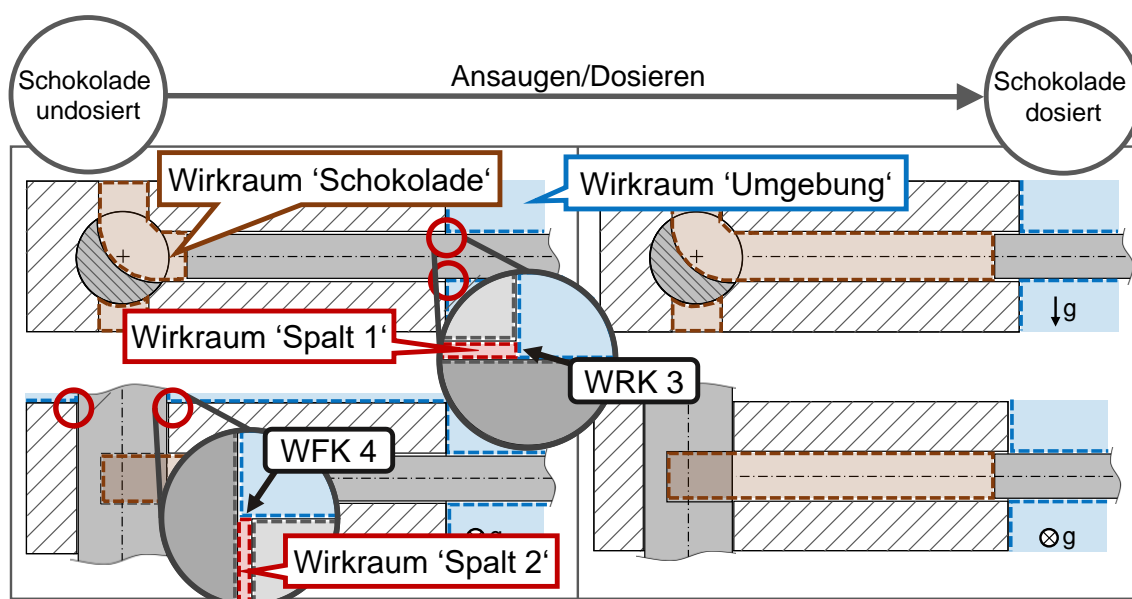 Schokolade
undosiert
Ansaugen/Dosieren
Schokolade
dosiert
Wirkraum ‘Schokolade‘
Wirkraum ‘Umgebung‘
Wirkraum ‘Spalt 1‘
WRK 3
g
WFK 4
Wirkraum ‘Spalt 2‘
g
g